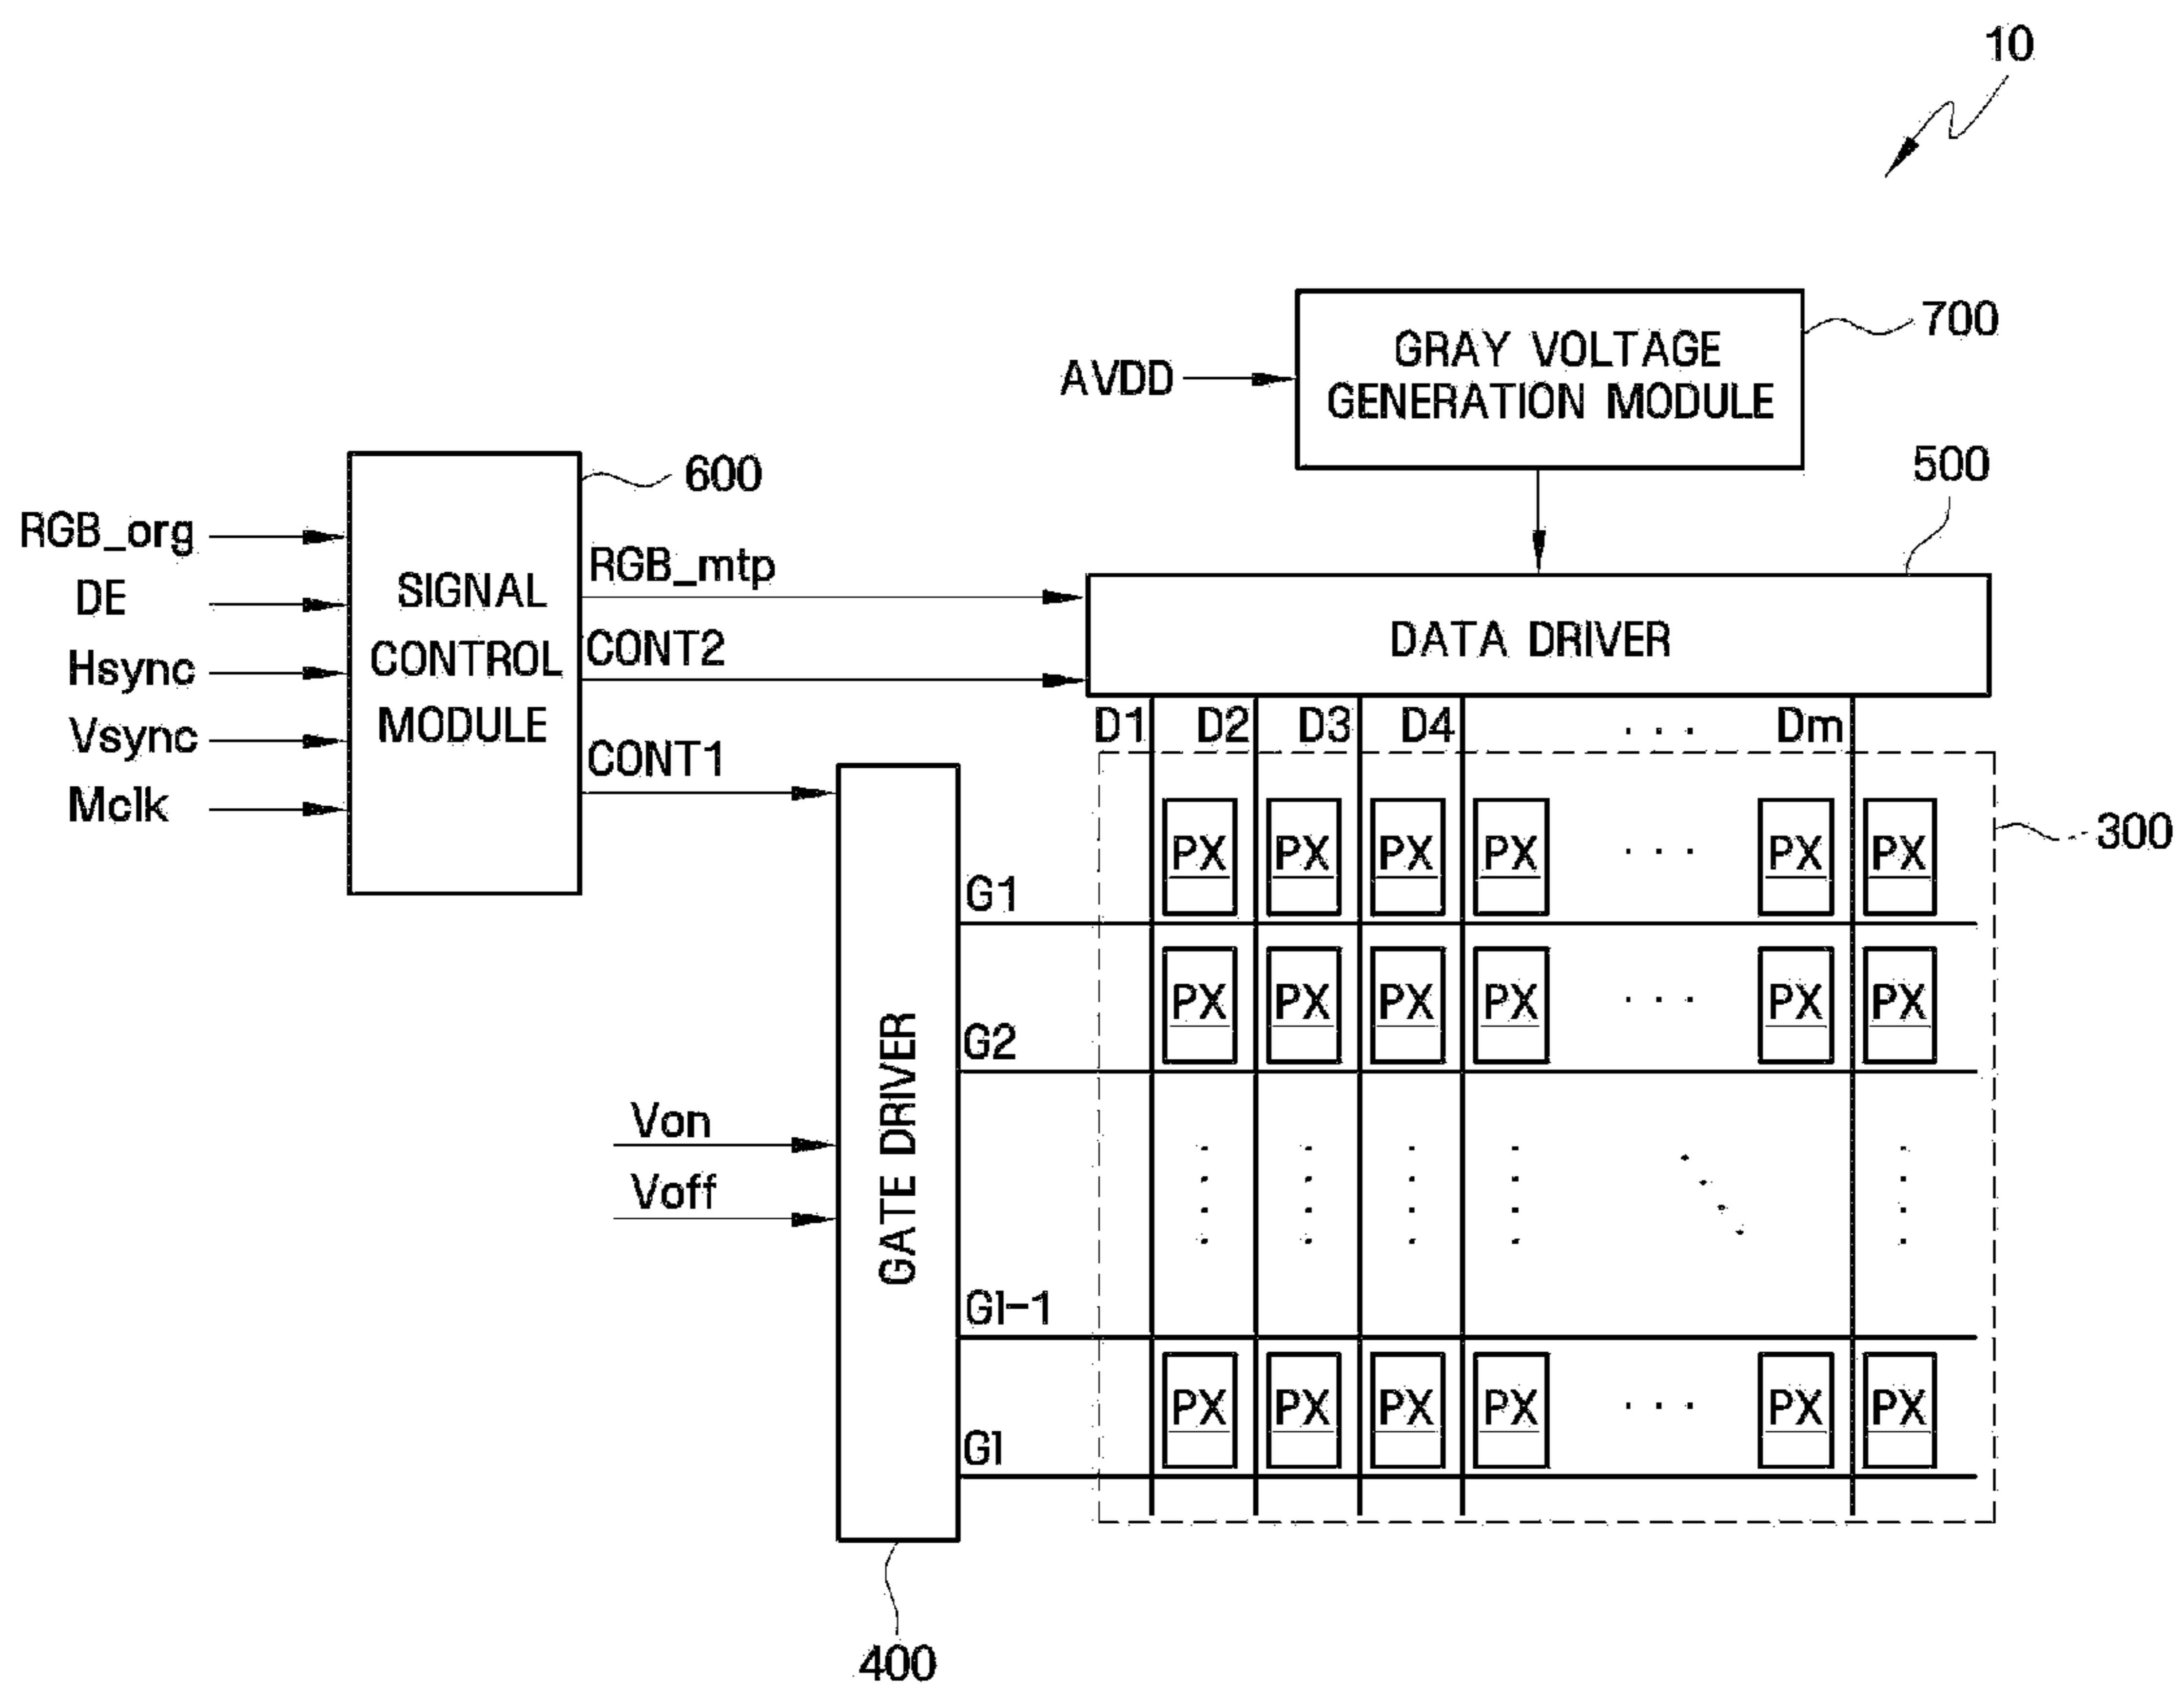 10
GRAY VOLTAGE
GENERATION MODULE
700
AVDD
500
600
RGB_org
DE
Hsync
Vsync
Mclk
SIGNAL
CONTROL
MODULE
RGB_mtp
CONT2
CONT1
DATA DRIVER
D1 D2 D3 D4 ... Dm
300
PX PX PX PX ... PX PX
G1
PX PX PX PX ... PX PX
G2
Von
Voff
GATE DRIVER
Gl-1
PX PX PX PX ... PX PX
Gl
400